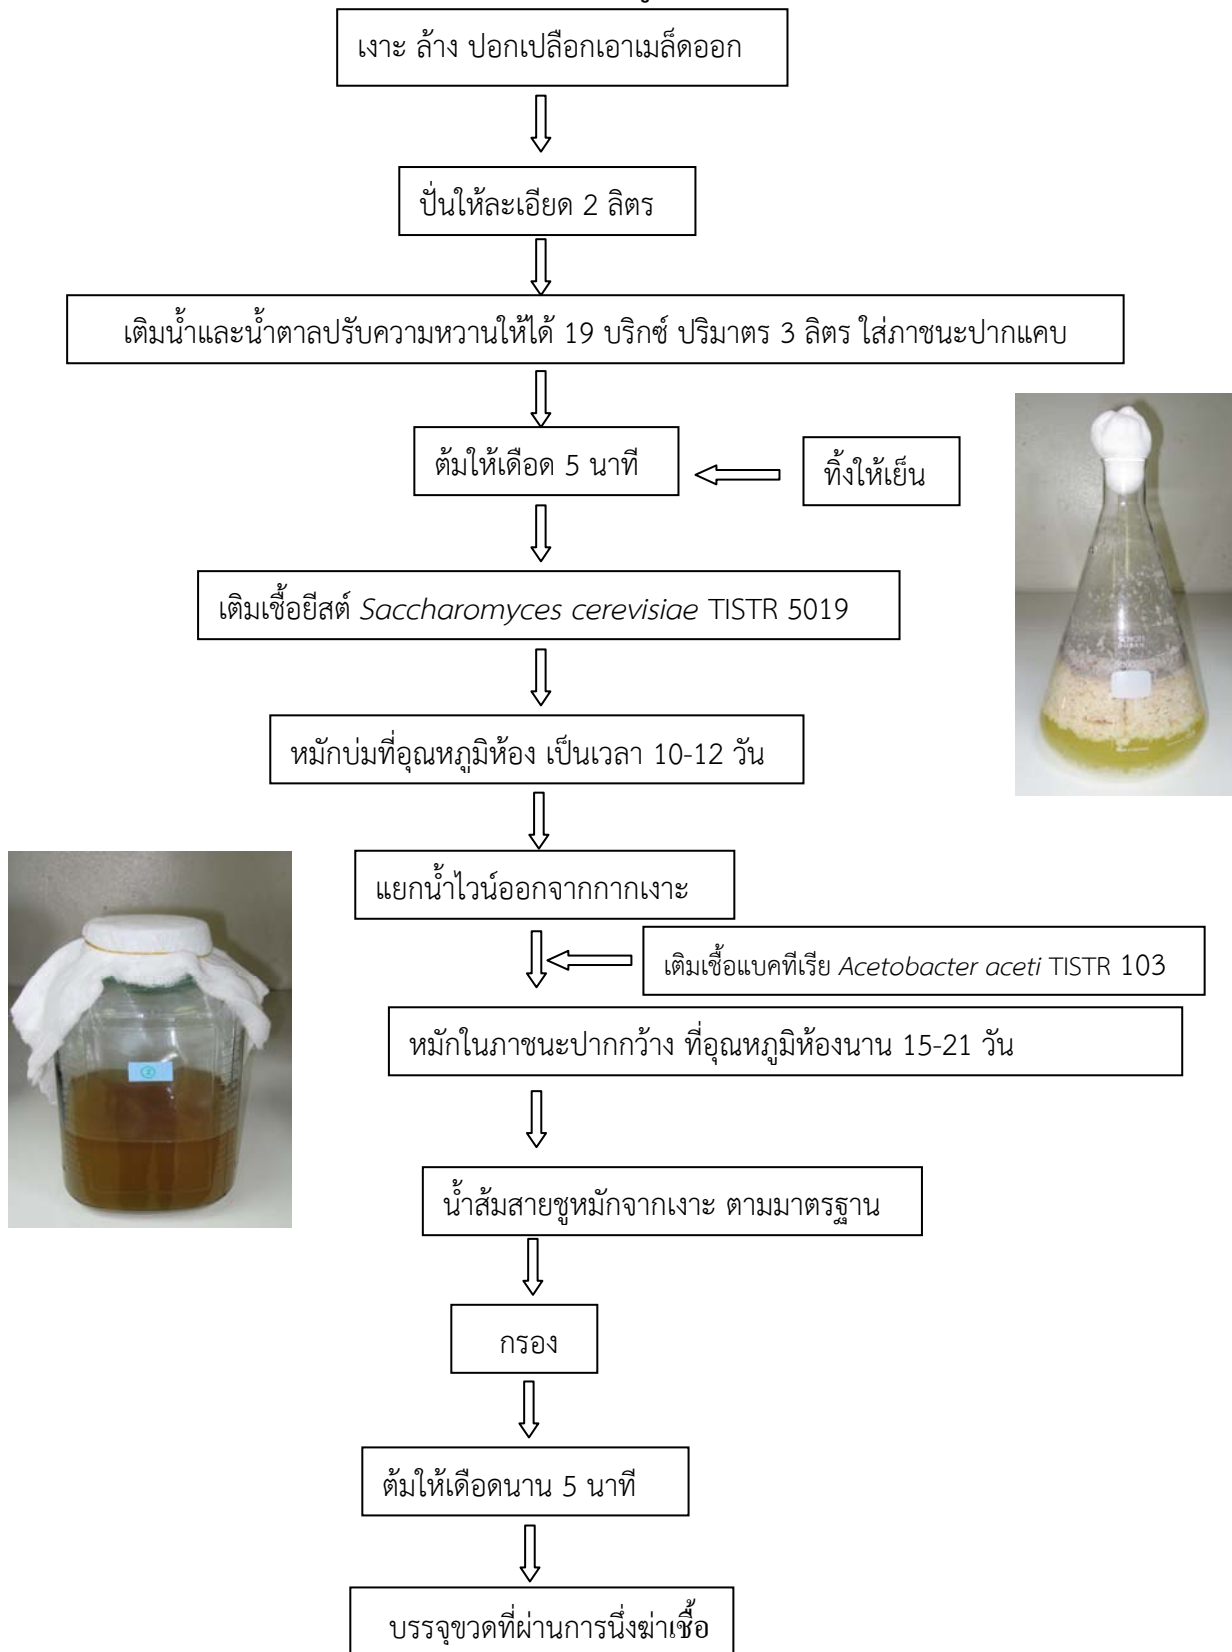 เงาะ ล้าง ปอกเปลือกเอาเมล็ดออก
ปั่นให้ละเอียด 2 ลิตร
เติมน้ำและน้ำตาลปรับความหวานให้ได้ 19 บริกซ์ ปริมาตร 3 ลิตร ใส่ภาชนะปากแคบ
ต้มให้เดือด 5 นาที
ทิ้งให้เย็น
เติมเชื้อยีสต์ Saccharomyces cerevisiae TISTR 5019
หมักบ่มที่อุณหภูมิห้อง เป็นเวลา 10-12 วัน
แยกน้ำไวน์ออกจากกากเงาะ
เติมเชื้อแบคทีเรีย Acetobacter aceti TISTR 103
หมักในภาชนะปากกว้าง ที่อุณหภูมิห้องนาน 15-21 วัน
น้ำส้มสายชูหมักจากเงาะ ตามมาตรฐาน
กรอง
ต้มให้เดือดนาน 5 นาที
บรรจุขวดที่ผ่านการนึ่งฆ่าเชื้อ